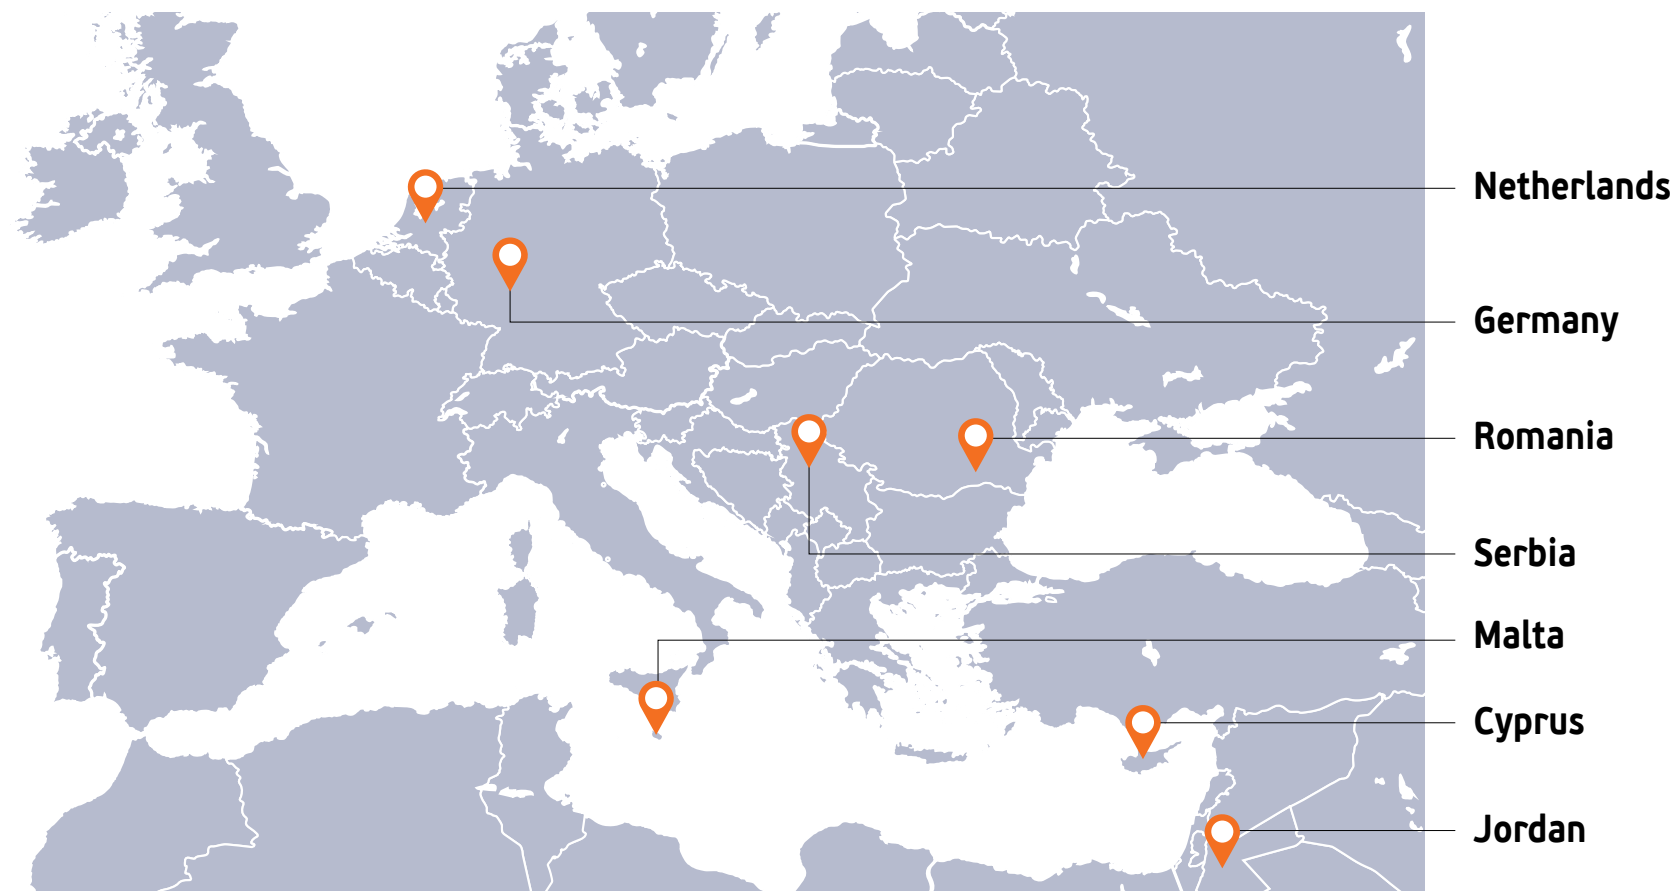 Netherlands
Germany
Romania
Serbia
Malta
Cyprus
Jordan